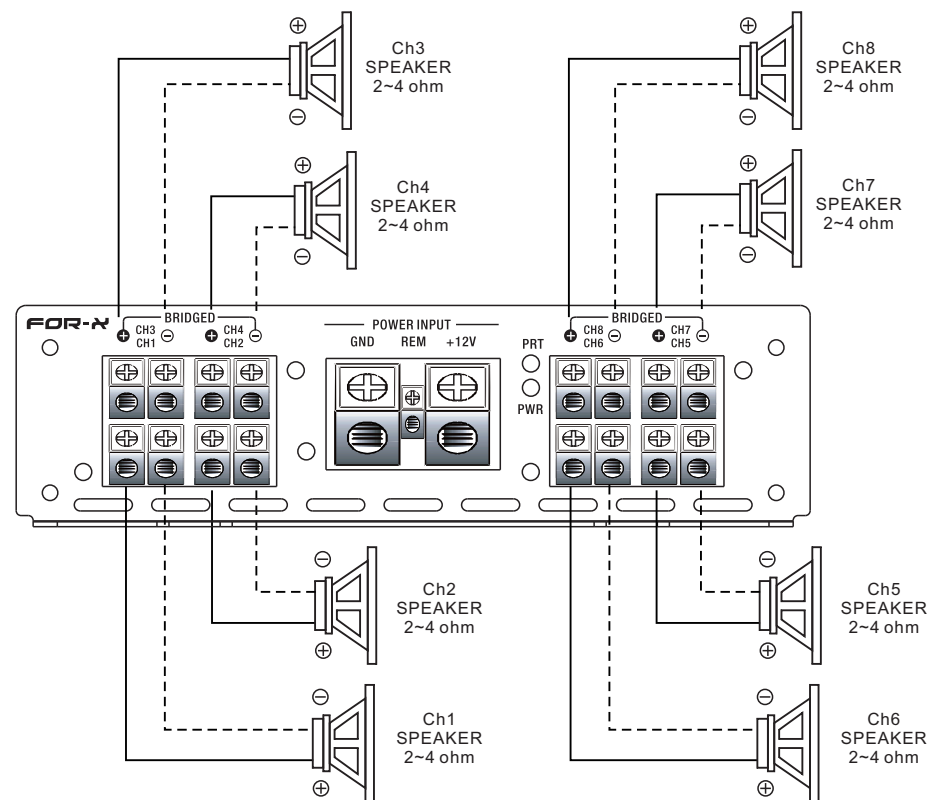 Ch3
SPEAKER
2~4 ohm
Ch8
SPEAKER
2~4 ohm
Ch4
SPEAKER
2~4 ohm
Ch7
SPEAKER
2~4 ohm
FOR-X
BRIDGED
CH3
CH1
CH4
CH2
POWER INPUT
GND REM +12V
PRT
PWR
BRIDGED
CH8
CH6
CH7
CH5
Ch2
SPEAKER
2~4 ohm
Ch5
SPEAKER
2~4 ohm
Ch1
SPEAKER
2~4 ohm
Ch6
SPEAKER
2~4 ohm